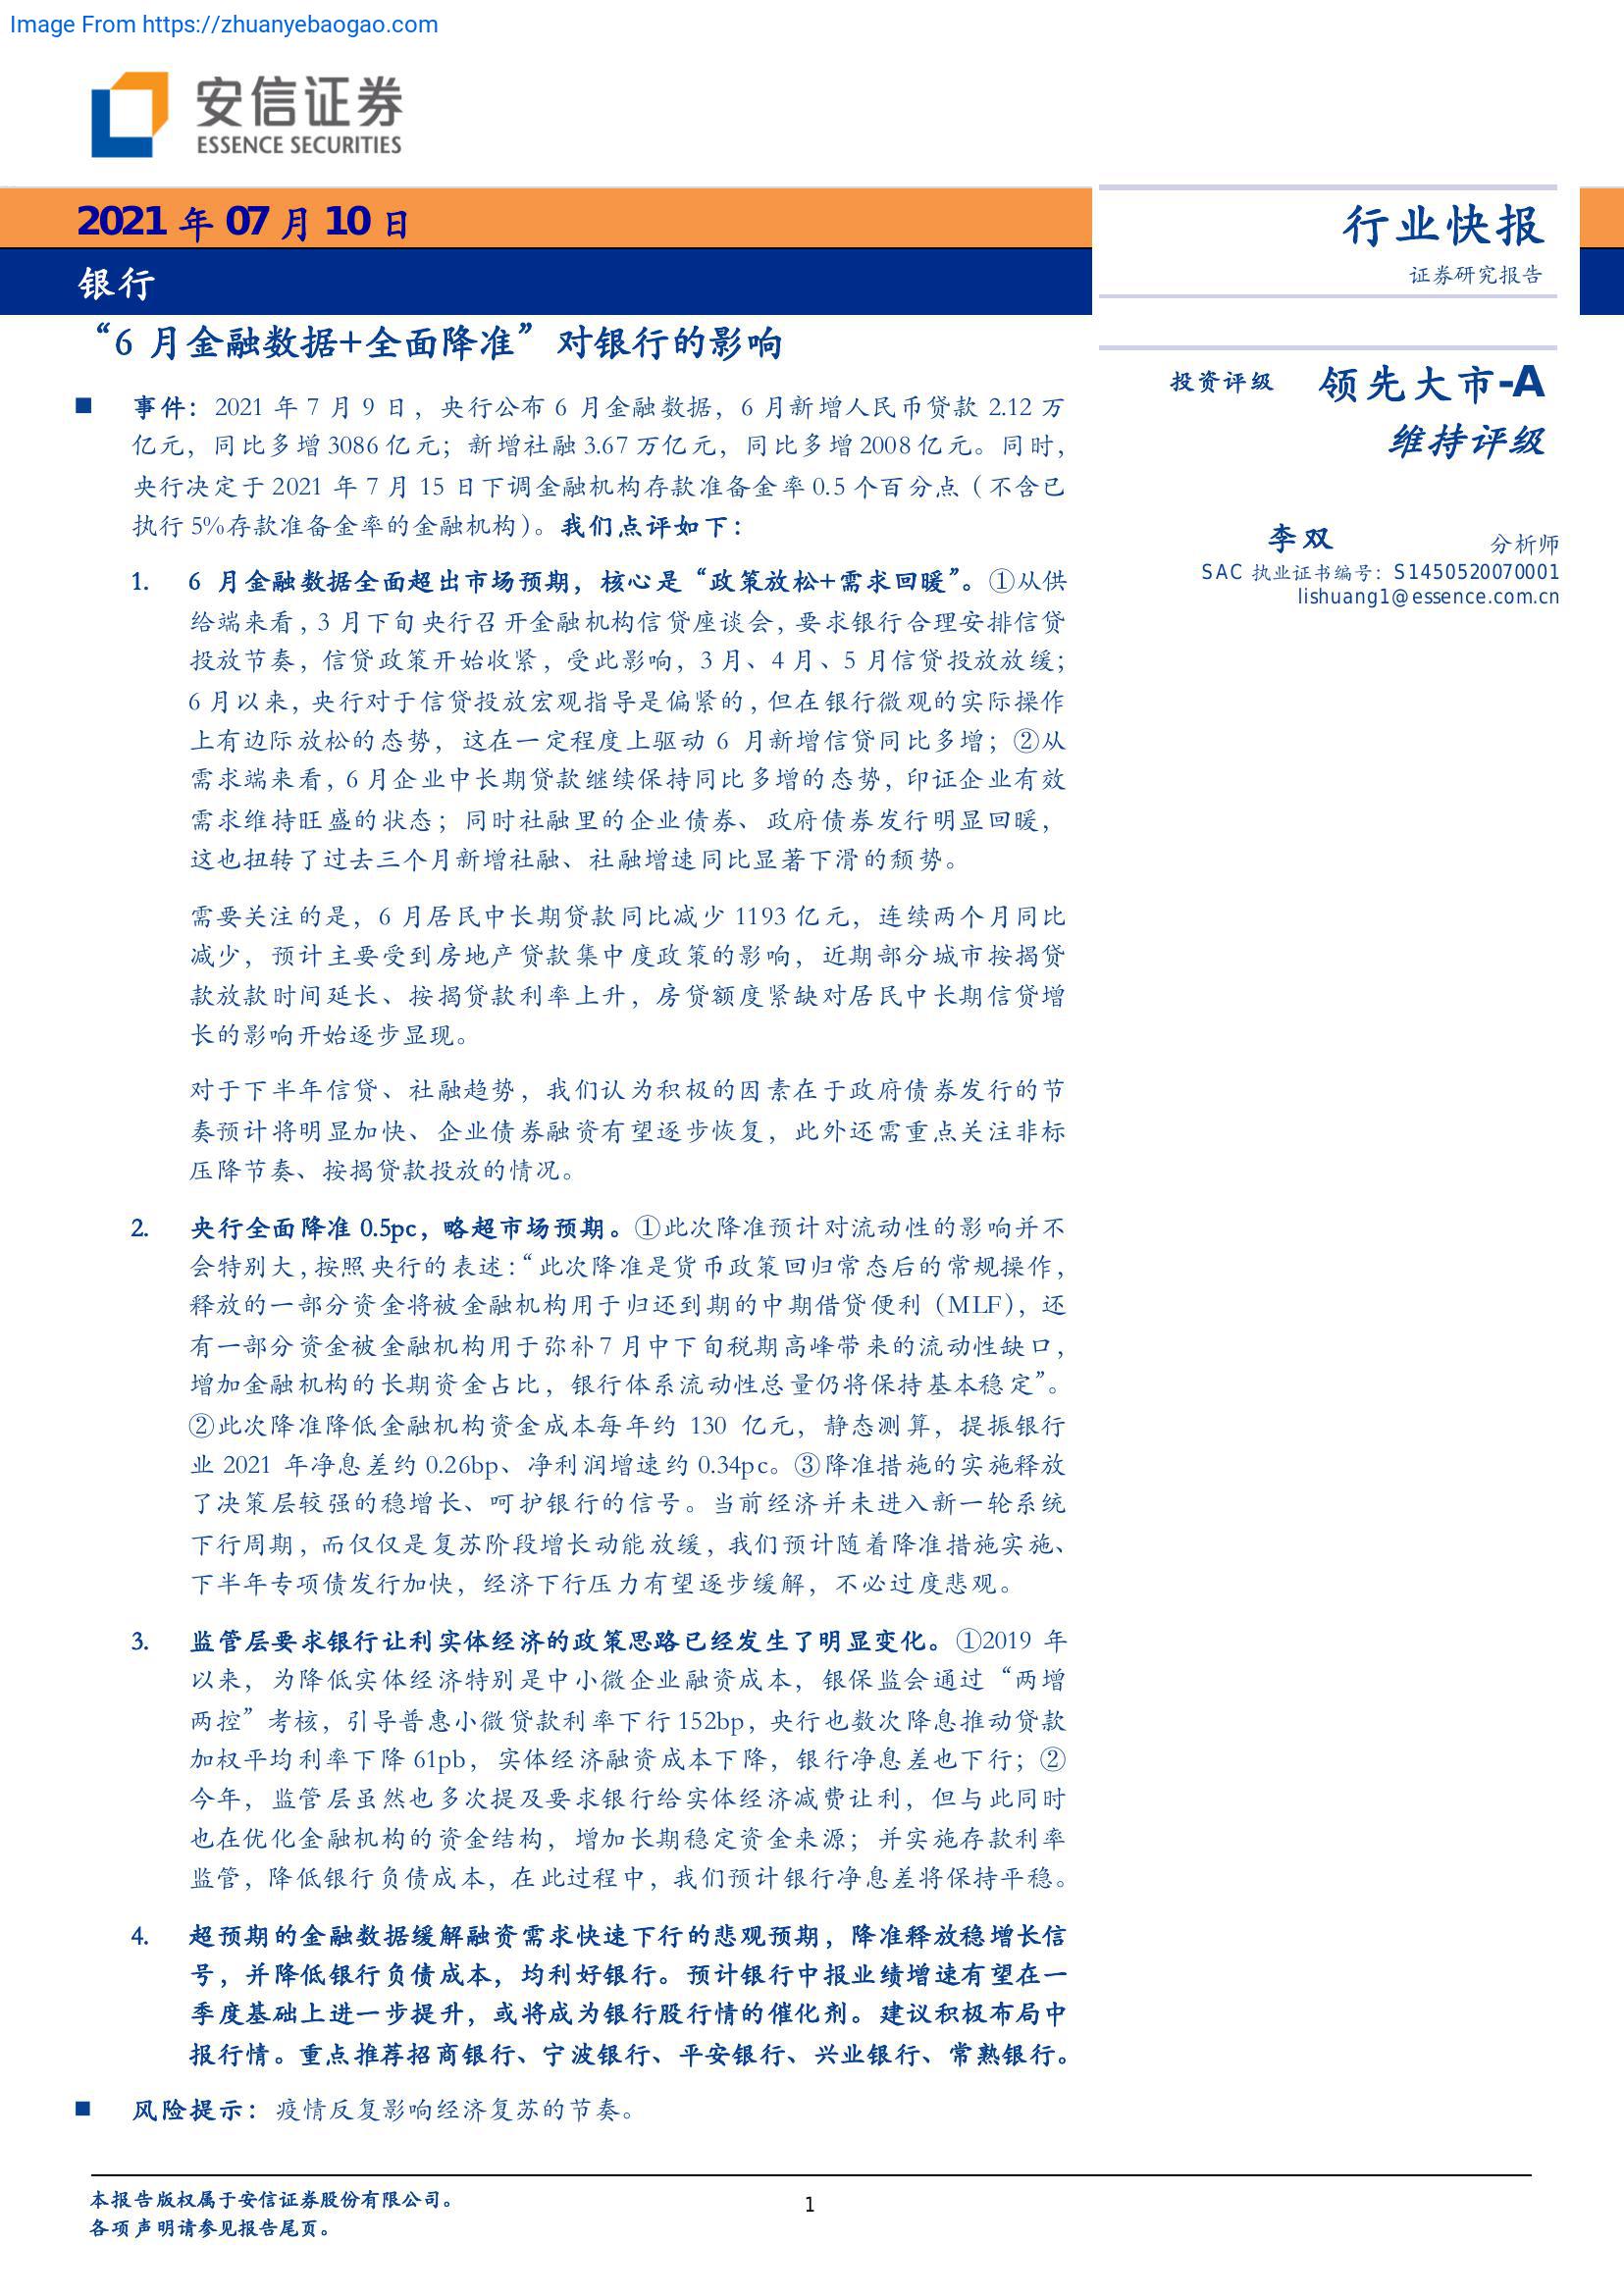 Image From https://zhuanyebaogao.com
安信证券
ESSENCE SECURITIES
2021 年 07 月 10 日
银行
行业快报
证券研究报告
“6 月金融数据+全面降准”对银行的影响
投资评级 领先大市-A
维持评级
李双 分析师
SAC 执业证书编号：S1450520070001
lishuang1@essence.com.cn
■ 事件：2021 年 7 月 9 日，央行公布 6 月金融数据，6 月新增人民币贷款 2.12 万
亿元，同比多增 3086 亿元；新增社融 3.67 万亿元，同比多增 2008 亿元。同时，
央行决定于 2021 年 7 月 15 日下调金融机构存款准备金率 0.5 个百分点（不含已
执行 5%存款准备金率的金融机构）。我们点评如下：
1. 6 月金融数据全面超出市场预期，核心是“政策放松+需求回暖”。①从供
给端来看，3 月下旬央行召开金融机构信贷座谈会，要求银行合理安排信贷
投放节奏，信贷政策开始收紧，受此影响，3 月、4 月、5 月信贷投放放缓；
6 月以来，央行对于信贷投放宏观指导是偏紧的，但在银行微观的实际操作
上有边际放松的态势，这在一定程度上驱动 6 月新增信贷同比多增；②从
需求端来看，6 月企业中长期贷款继续保持同比多增的态势，印证企业有效
需求维持旺盛的状态；同时社融里的企业债券、政府债券发行明显回暖，
这也扭转了过去三个月新增社融、社融增速同比显著下滑的颓势。
需要关注的是，6 月居民中长期贷款同比减少 1193 亿元，连续两个月同比
减少，预计主要受到房地产贷款集中度政策的影响，近期部分城市按揭贷
款放款时间延长、按揭贷款利率上升，房贷额度紧缺对居民中长期信贷增
长的影响开始逐步显现。
对于下半年信贷、社融趋势，我们认为积极的因素在于政府债券发行的节
奏预计将明显加快、企业债券融资有望逐步恢复，此外还需重点关注非标
压降节奏、按揭贷款投放的情况。
2. 央行全面降准 0.5pc，略超市场预期。①此次降准预计对流动性的影响并不
会特别大，按照央行的表述：“此次降准是货币政策回归常态后的常规操作，
释放的一部分资金将被金融机构用于归还到期的中期借贷便利（MLF），还
有一部分资金被金融机构用于弥补 7 月中下旬税期高峰带来的流动性缺口，
增加金融机构的长期资金占比，银行体系流动性总量仍将保持基本稳定”。
②此次降准降低金融机构资金成本每年约 130 亿元，静态测算，提振银行
业 2021 年净息差约 0.26bp、净利润增速约 0.34pc。③降准措施的实施释放
了决策层较强的稳增长、呵护银行的信号。当前经济并未进入新一轮系统
下行周期，而仅仅是复苏阶段增长动能放缓，我们预计随着降准措施实施、
下半年专项债发行加快，经济下行压力有望逐步缓解，不必过度悲观。
3. 监管层要求银行让利实体经济的政策思路已经发生了明显变化。①2019 年
以来，为降低实体经济特别是中小微企业融资成本，银保监会通过“两增
两控”考核，引导普惠小微贷款利率下行 152bp，央行也数次降息推动贷款
加权平均利率下降 61pb，实体经济融资成本下降，银行净息差也下行；②
今年，监管层虽然也多次提及要求银行给实体经济减费让利，但与此同时
也在优化金融机构的资金结构，增加长期稳定资金来源；并实施存款利率
监管，降低银行负债成本，在此过程中，我们预计银行净息差将保持平稳。
4. 超预期的金融数据缓解融资需求快速下行的悲观预期，降准释放稳增长信
号，并降低银行负债成本，均利好银行。预计银行中报业绩增速有望在一
季度基础上进一步提升，或将成为银行股行情的催化剂。建议积极布局中
报行情。重点推荐招商银行、宁波银行、平安银行、兴业银行、常熟银行。
■ 风险提示：疫情反复影响经济复苏的节奏。
本报告版权属于安信证券股份有限公司。
各项声明请参见报告尾页。
1